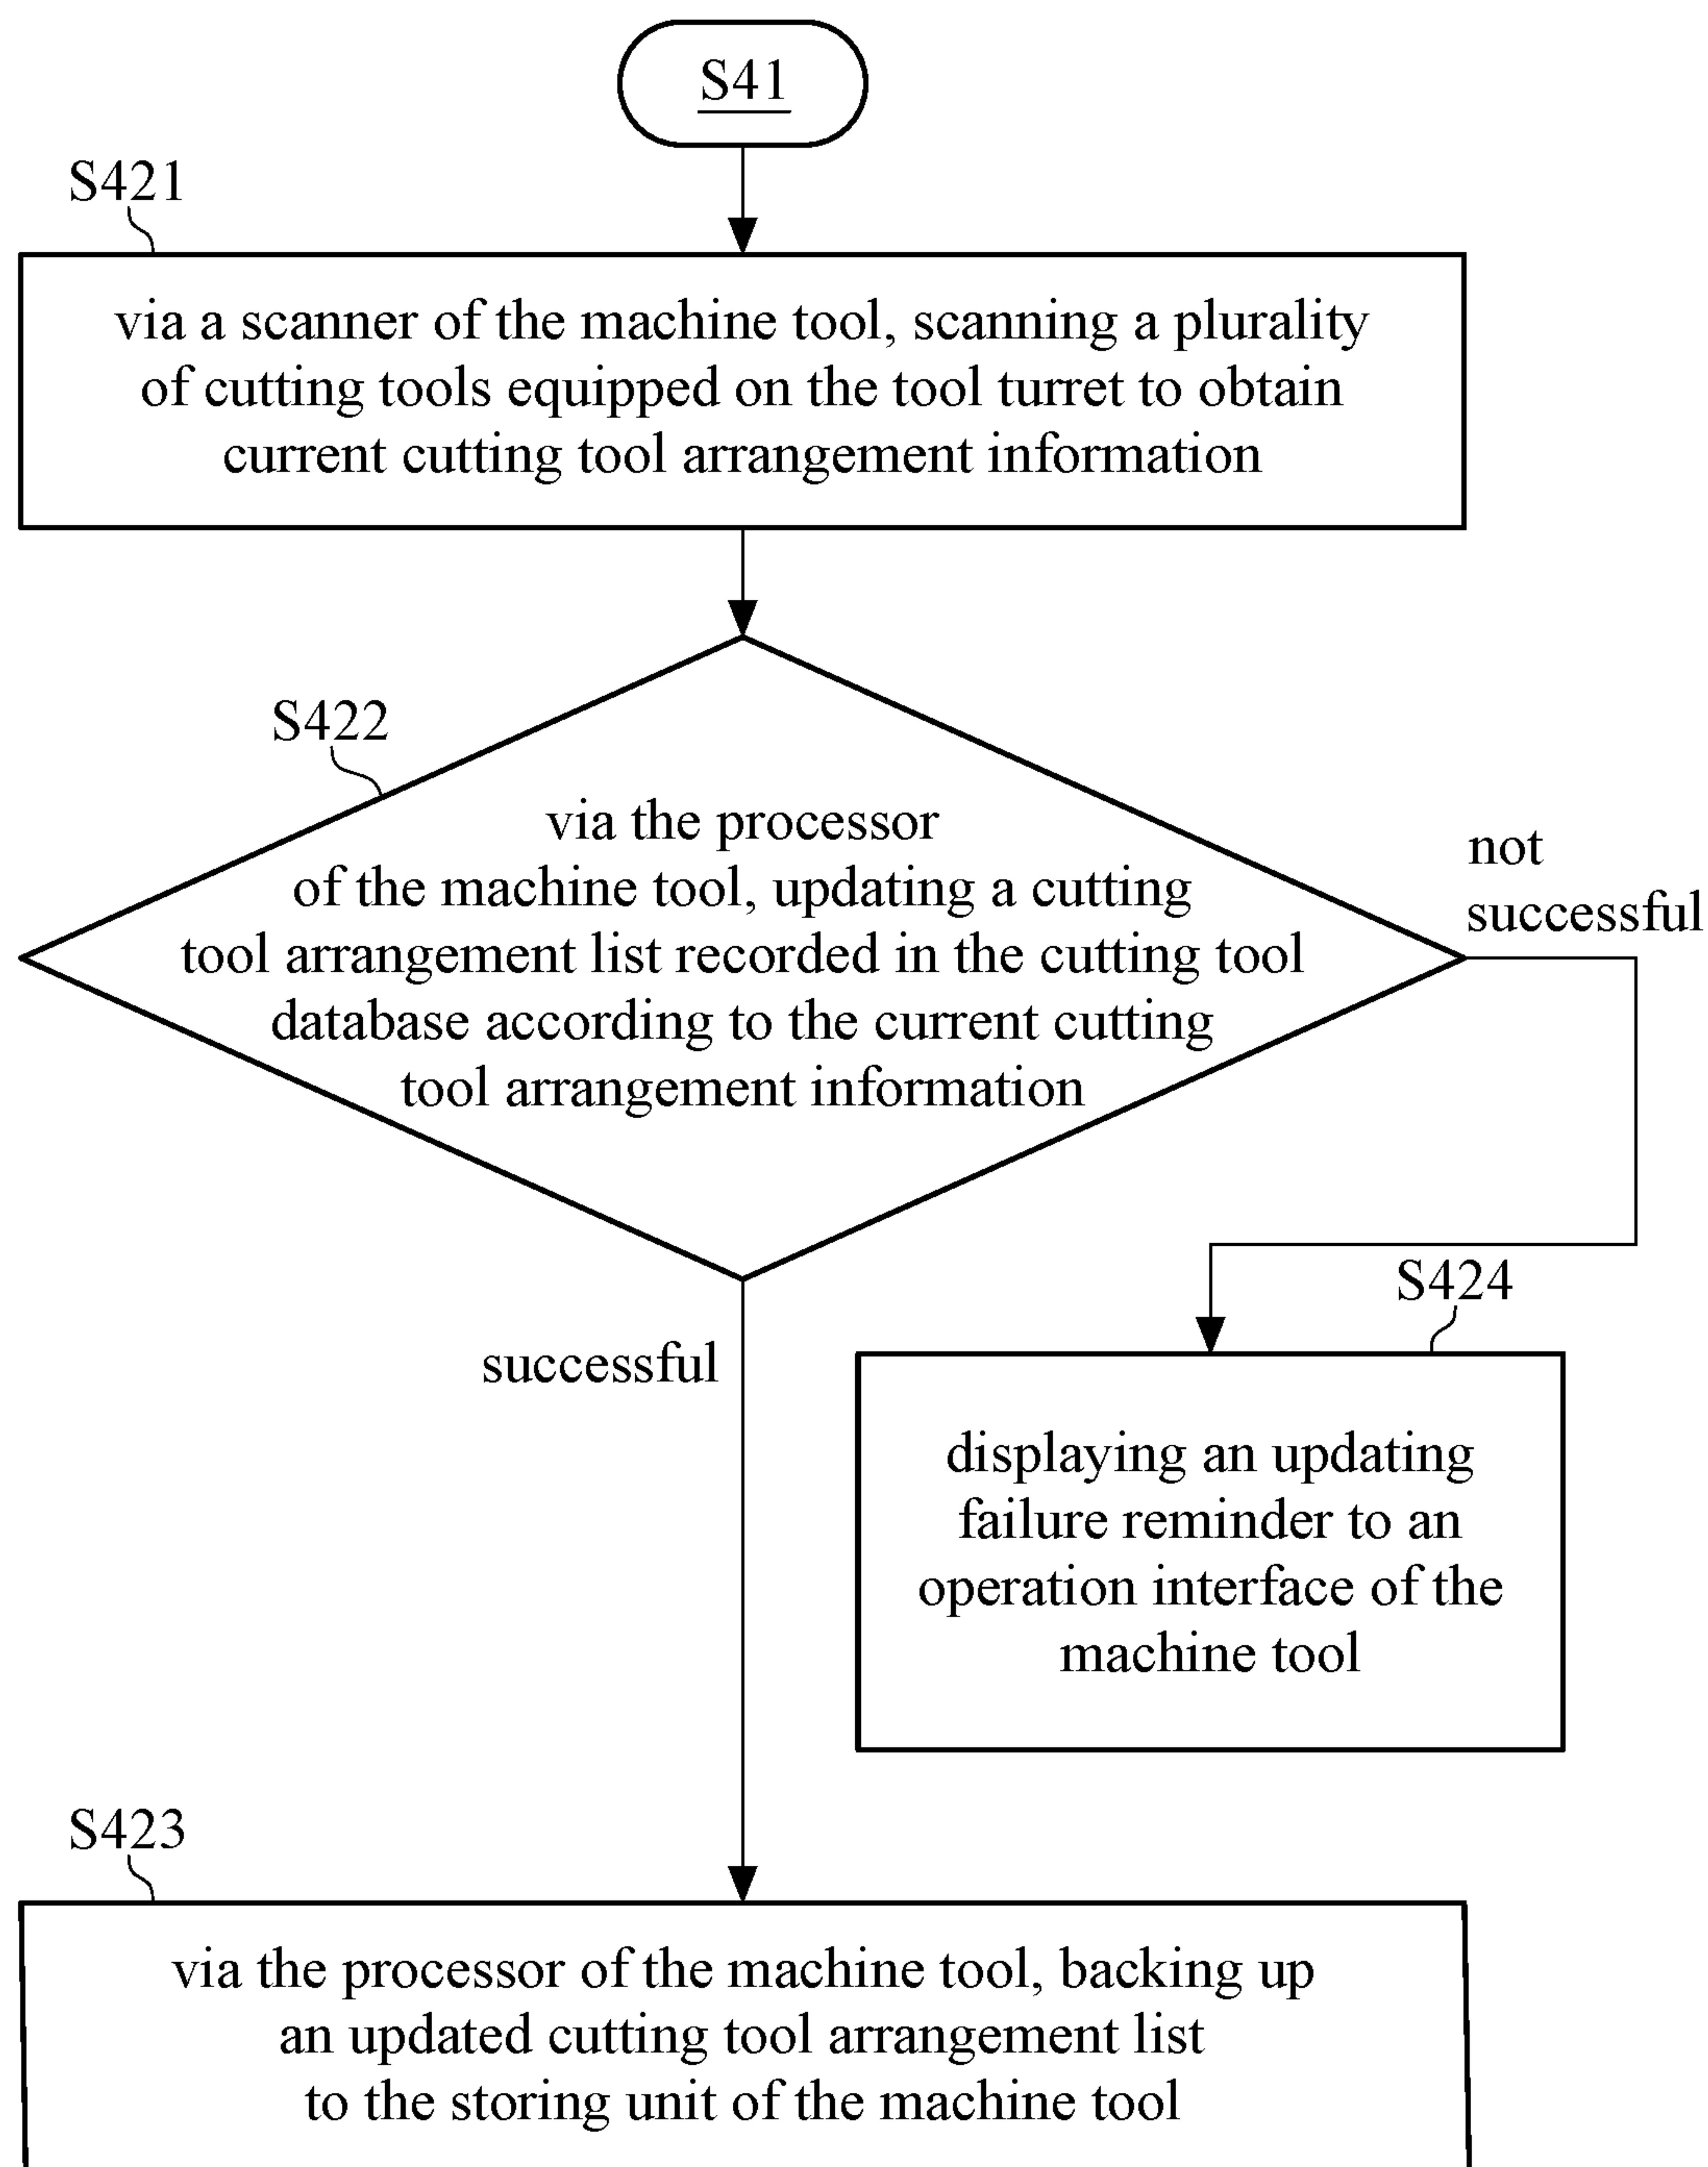 S41
S421
via a scanner of the machine tool, scanning a plurality
of cutting tools equipped on the tool turret to obtain
current cutting tool arrangement information
S422
via the processor
of the machine tool, updating a cutting
tool arrangement list recorded in the cutting tool
database according to the current cutting
tool arrangement information
not
successful
successful
S424
displaying an updating
failure reminder to an
operation interface of the
machine tool
S423
via the processor of the machine tool, backing up
an updated cutting tool arrangement list
to the storing unit of the machine tool